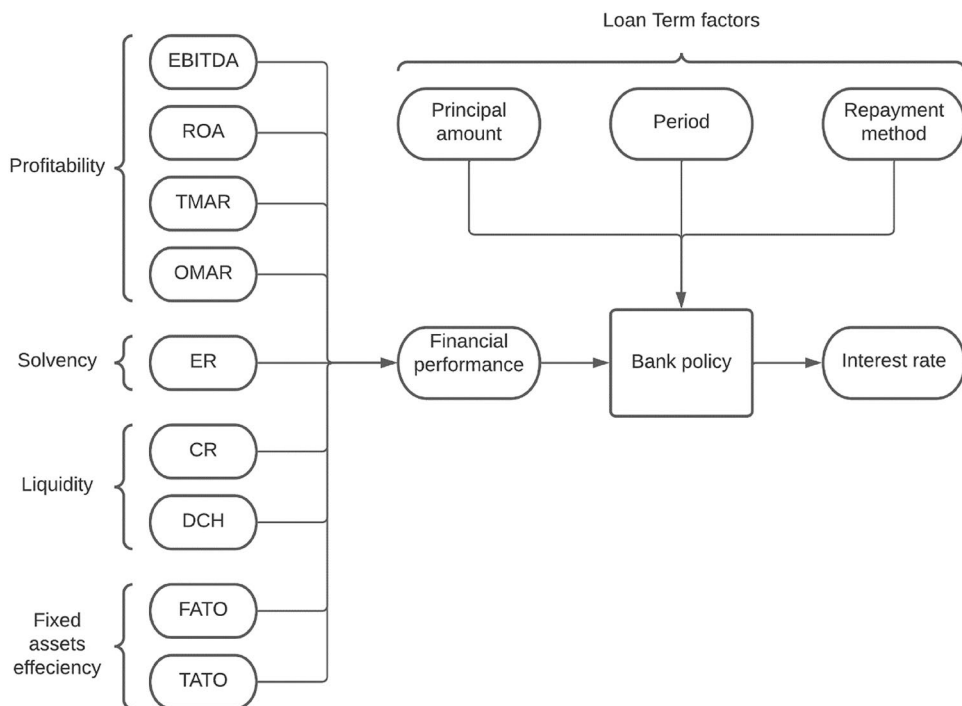 Loan Term factors
EBITDA
ROA
TMAR
OMAR
Profitability
Principal
amount
Period
Repayment
method
Solvency
ER
Financial
performance
Bank policy
Interest rate
Liquidity
CR
DCH
Fixed
assets
effeciency
FATO
TATO